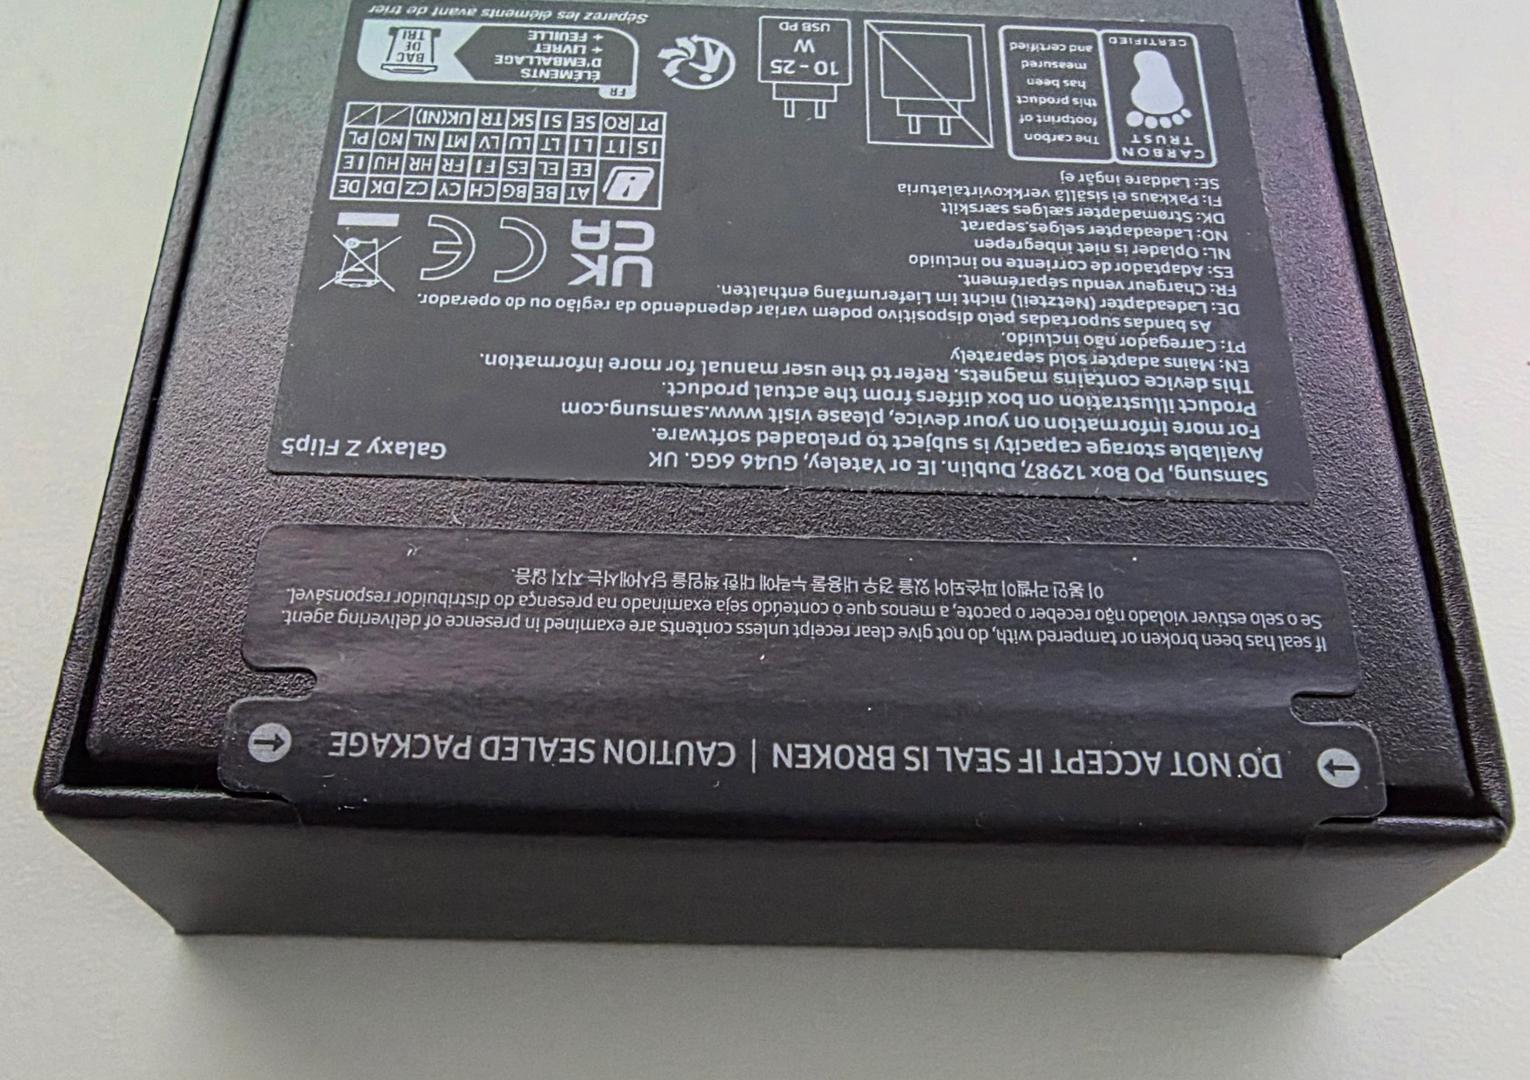 DO NOT ACCEPT IF SEAL IS BROKEN | CAUTION SEALED PACKAGE
If seal has been broken or tampered with, do not give clear receipt unless contents are examined in presence of delivering agent
Se o selo estiver violado não receber o pacote, a menos que o conteúdo seja examinado na presença do distribuidor responsável.
이 봉인 라벨이 파손되어 있을 경우 내용물 누락에 대한 책임을 당사에서는 지지 않음.
Samsung, PO Box 12987, Dublin. IE or Yateley, GU46 6GG. UK
Galaxy Z Flip5
Available storage capacity is subject to preloaded software.
For more information on your device, please visit www.samsung.com
Product illustration on box differs from the actual product.
This device contains magnets. Refer to the user manual for more information.
EN: Mains adapter sold separately
PT: Carregador não incluído.
As bandas suportadas pelo dispositivo podem variar dependendo da região ou do operador.
DE: Ladeadapter (Netzteil) nicht im Lieferumfang enthalten.
FR: Chargeur vendu séparément.
ES: Adaptador de corriente no incluido
NL: Oplader is niet inbegrepen
NO: Ladeadapter selges separat
DK: Strømadapter sælges særskilt
FI: Pakkaus ei sisällä verkkovirtalaturia
SE: Laddare ingår ej
UK
CA
CE
AT BE BG CH CY CZ DK DE
EE EL ES FI FR HR HU IE
IS IT LI LT LU LV MT NL NO PL
PT RO SE SI SK TR UK(NI)
CARBON
TRUST
CERTIFIED
The carbon
footprint of
this product
has been
measured
and certified
10 - 25
W
USB PD
FR
ÉLÉMENTS
D'EMBALLAGE
+ LIVRET
+ FEUILLE
BAC
DE
TRI
Séparez les éléments avant de trier